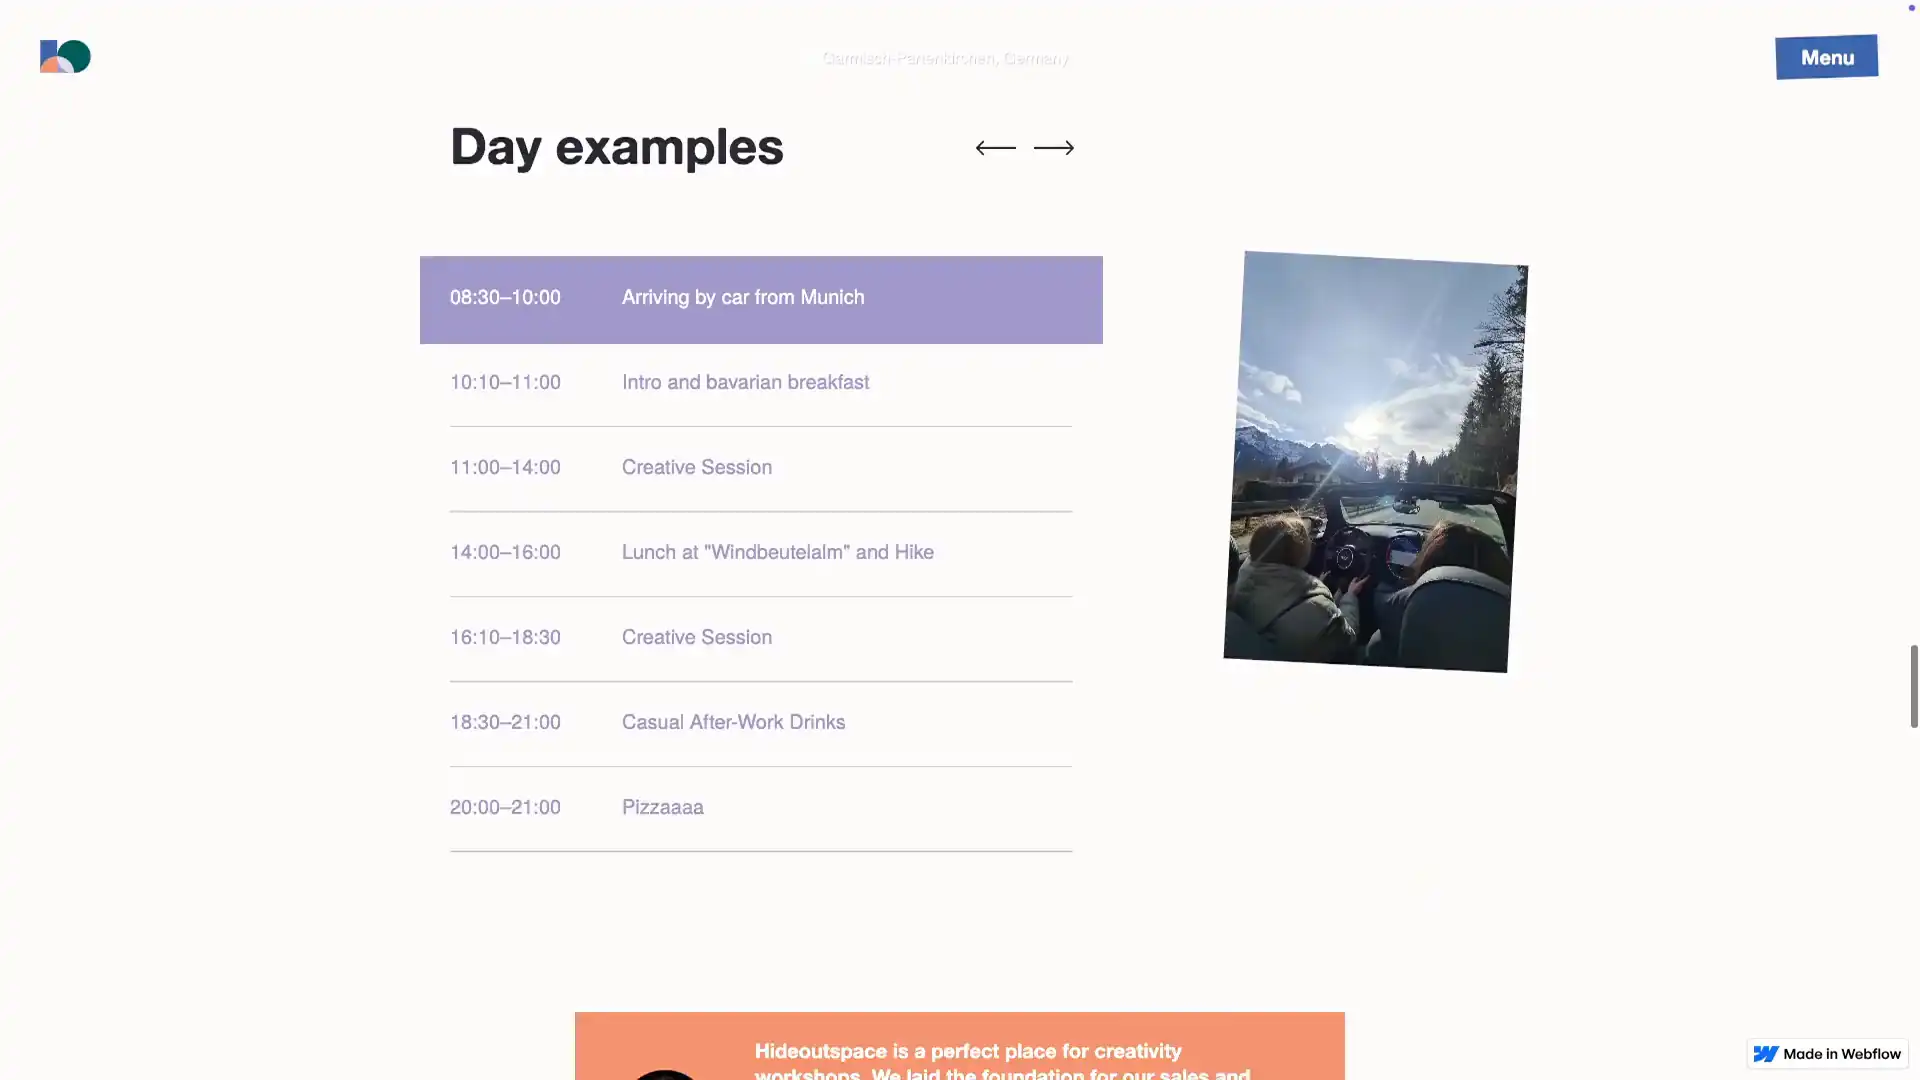 Garmisch-Partenkirchen, Germany
Menu
Day examples
08:30–10:00 Arriving by car from Munich
10:10–11:00 Intro and bavarian breakfast
11:00–14:00 Creative Session
14:00–16:00 Lunch at "Windbeutelalm" and Hike
16:10–18:30 Creative Session
18:30–21:00 Casual After-Work Drinks
20:00–21:00 Pizzaaaa
Hideoutspace is a perfect place for creativity
workshops. We laid the foundation for our sales and
Made in Webflow